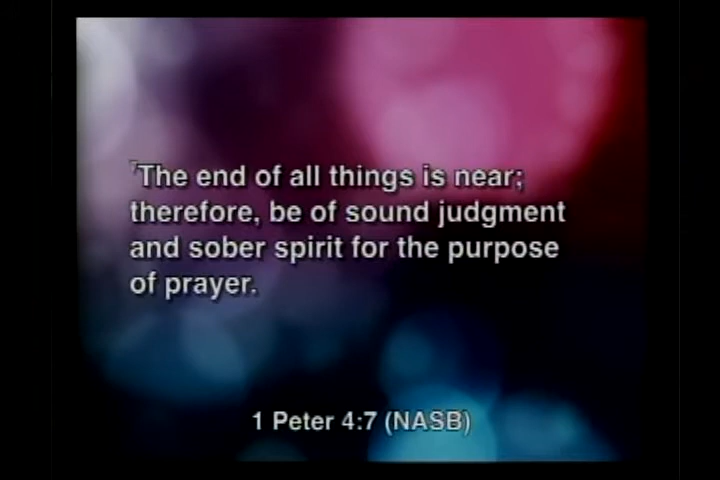 7The end of all things is near;
therefore, be of sound judgment
and sober spirit for the purpose
of prayer.
1 Peter 4:7 (NASB)